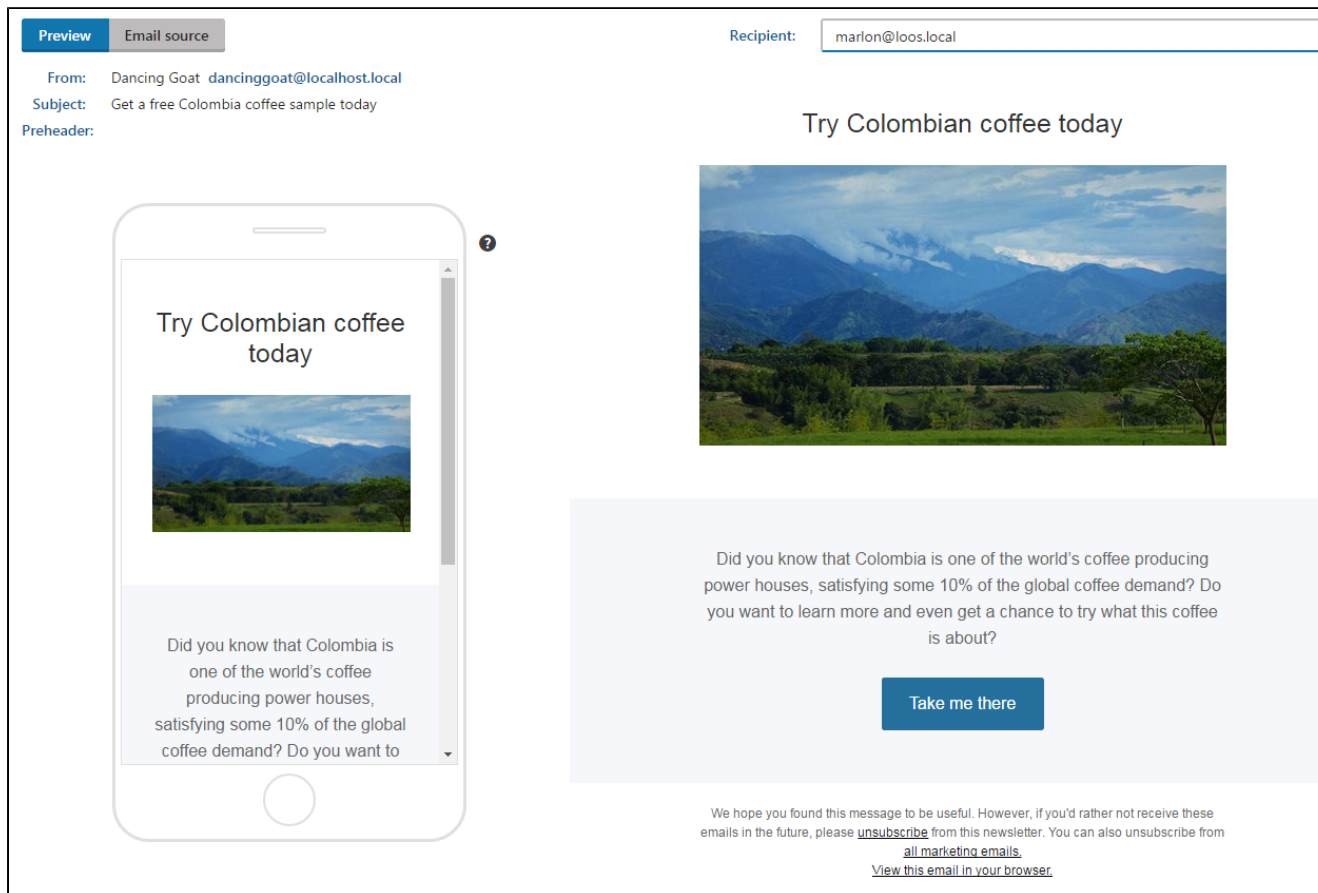 Preview Email source
From: Dancing Goat dancinggoat@localhost.local
Subject: Get a free Colombia coffee sample today
Preheader:
?
Try Colombian coffee
today
Did you know that Colombia is
one of the world’s coffee
producing power houses,
satisfying some 10% of the global
coffee demand? Do you want to
Recipient: marlon@loos.local
Try Colombian coffee today
Did you know that Colombia is one of the world’s coffee producing
power houses, satisfying some 10% of the global coffee demand? Do
you want to learn more and even get a chance to try what this coffee
is about?
Take me there
We hope you found this message to be useful. However, if you'd rather not receive these
emails in the future, please unsubscribe from this newsletter. You can also unsubscribe from
all marketing emails.
View this email in your browser.